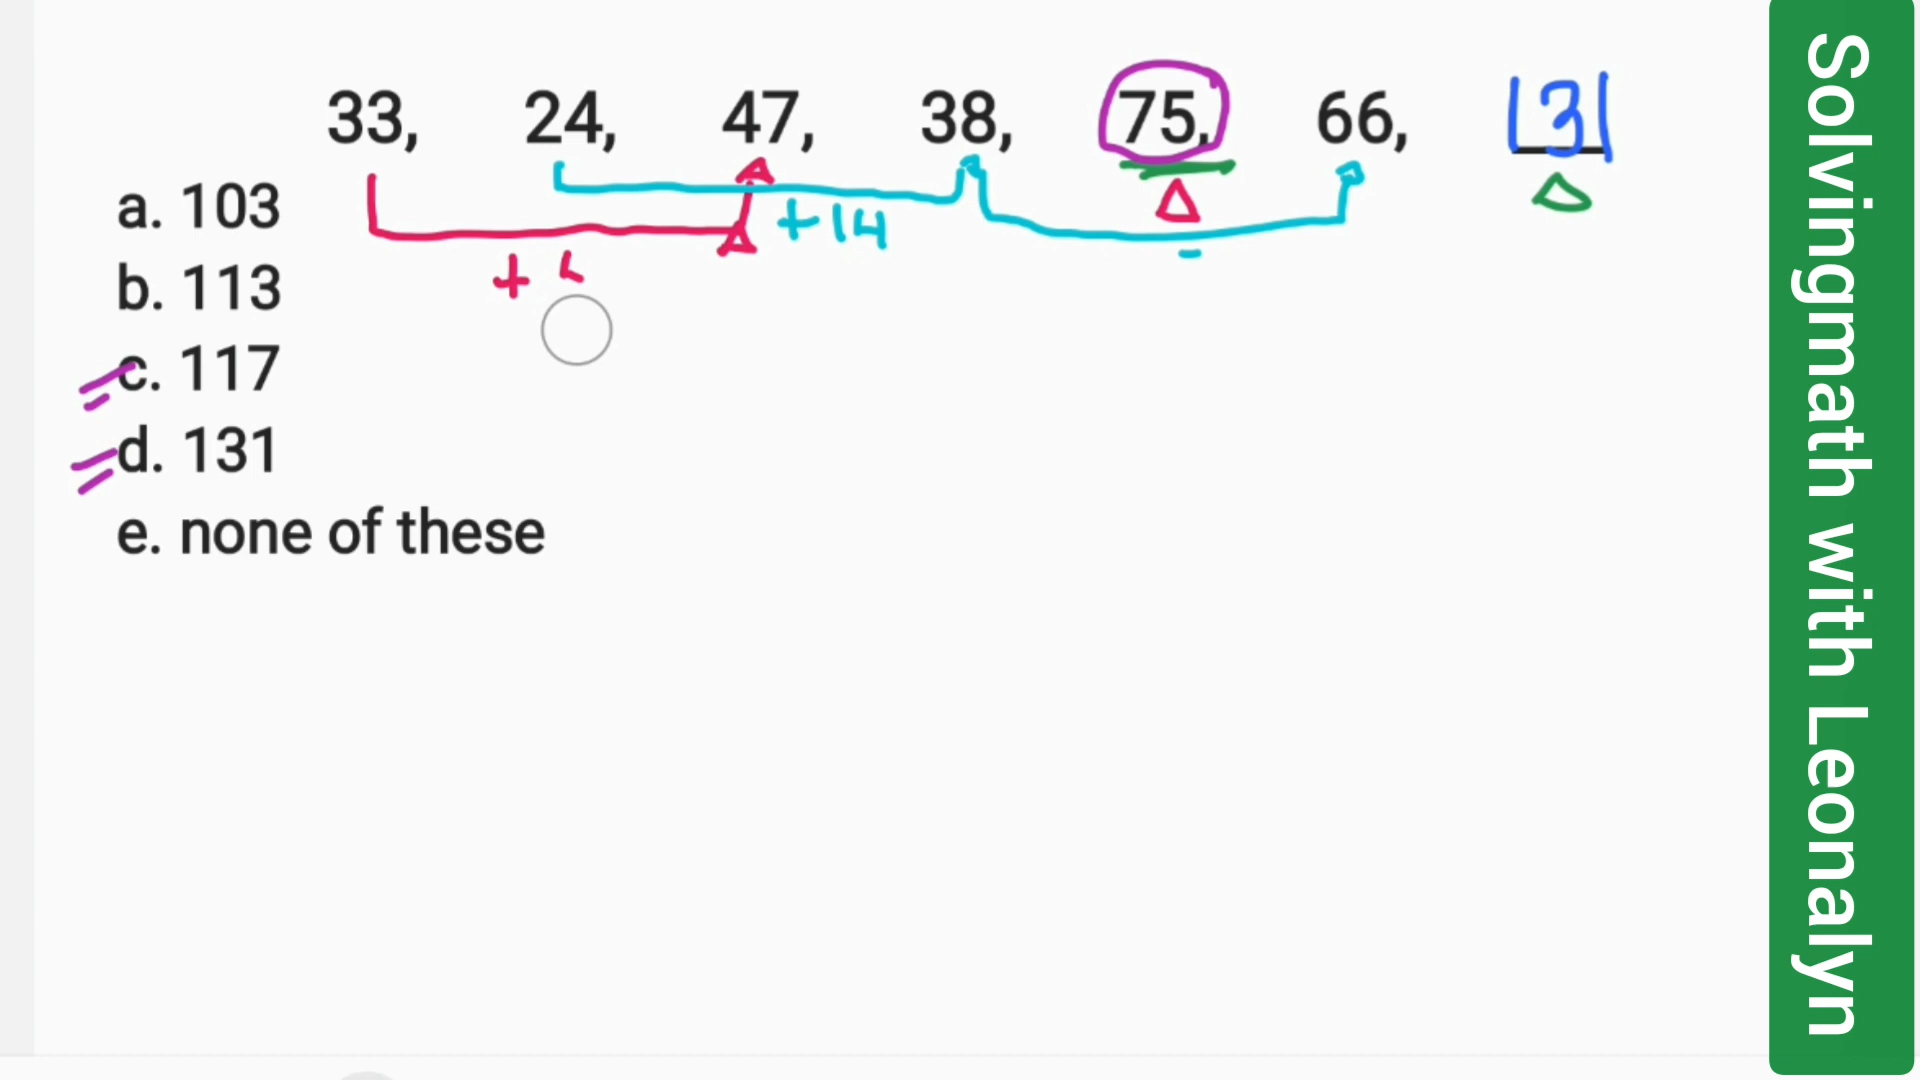 33, 24, 47, 38, 75, 66, 131
a. 103
+14
b. 113
+
-
c. 117
d. 131
e. none of these
Solvingmath with Leonalyn